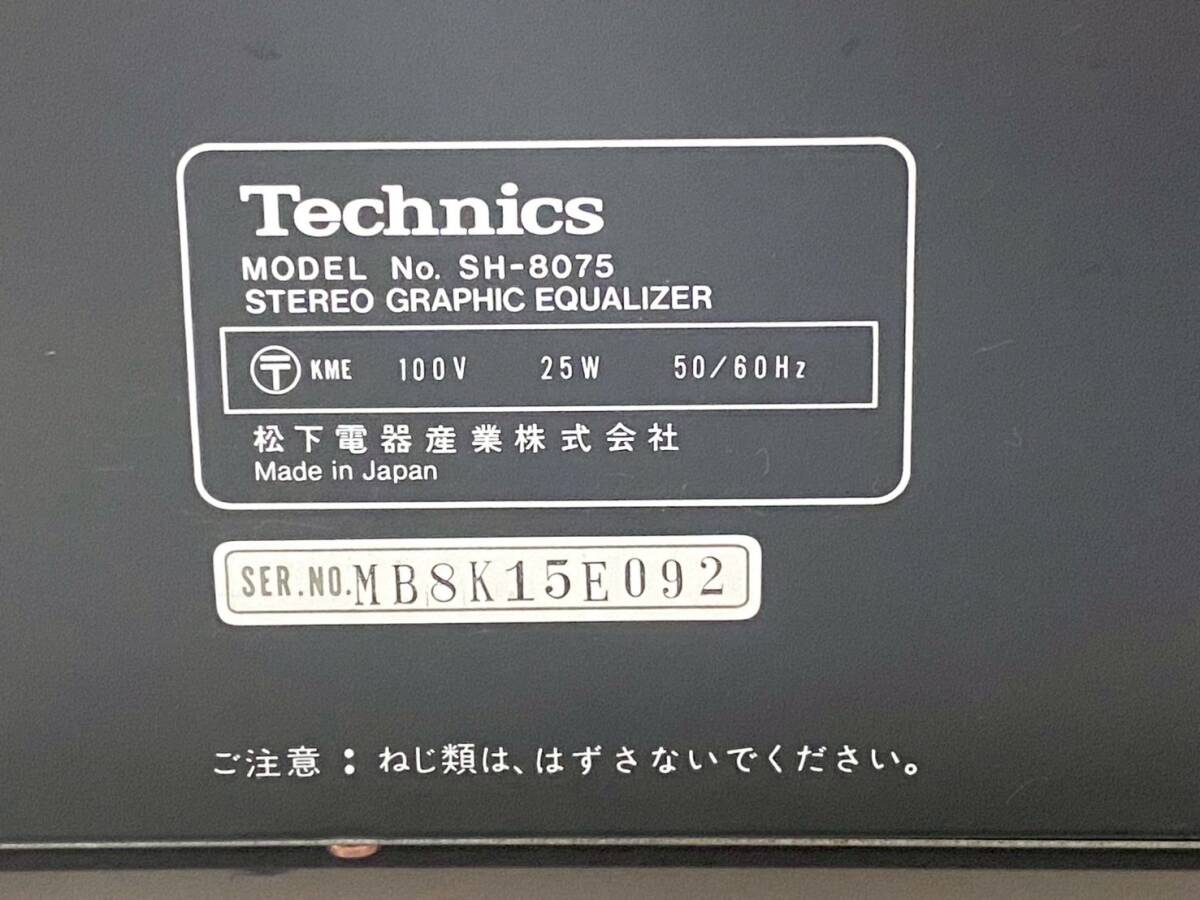 Technics
MODEL No. SH-8075
STEREO GRAPHIC EQUALIZER
〒 KME 100V 25W 50/60Hz
松下電器産業株式会社
Made in Japan
SER.NO.MB8K15E092
ご注意：ねじ類は、はずさないでください。